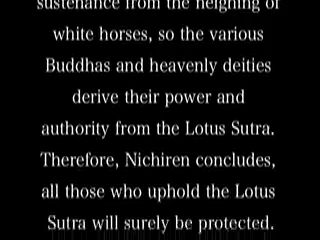 sustenance from the neighing of
white horses, so the various
Buddhas and heavenly deities
derive their power and
authority from the Lotus Sutra.
Therefore, Nichiren concludes,
all those who uphold the Lotus
Sutra will surely be protected.